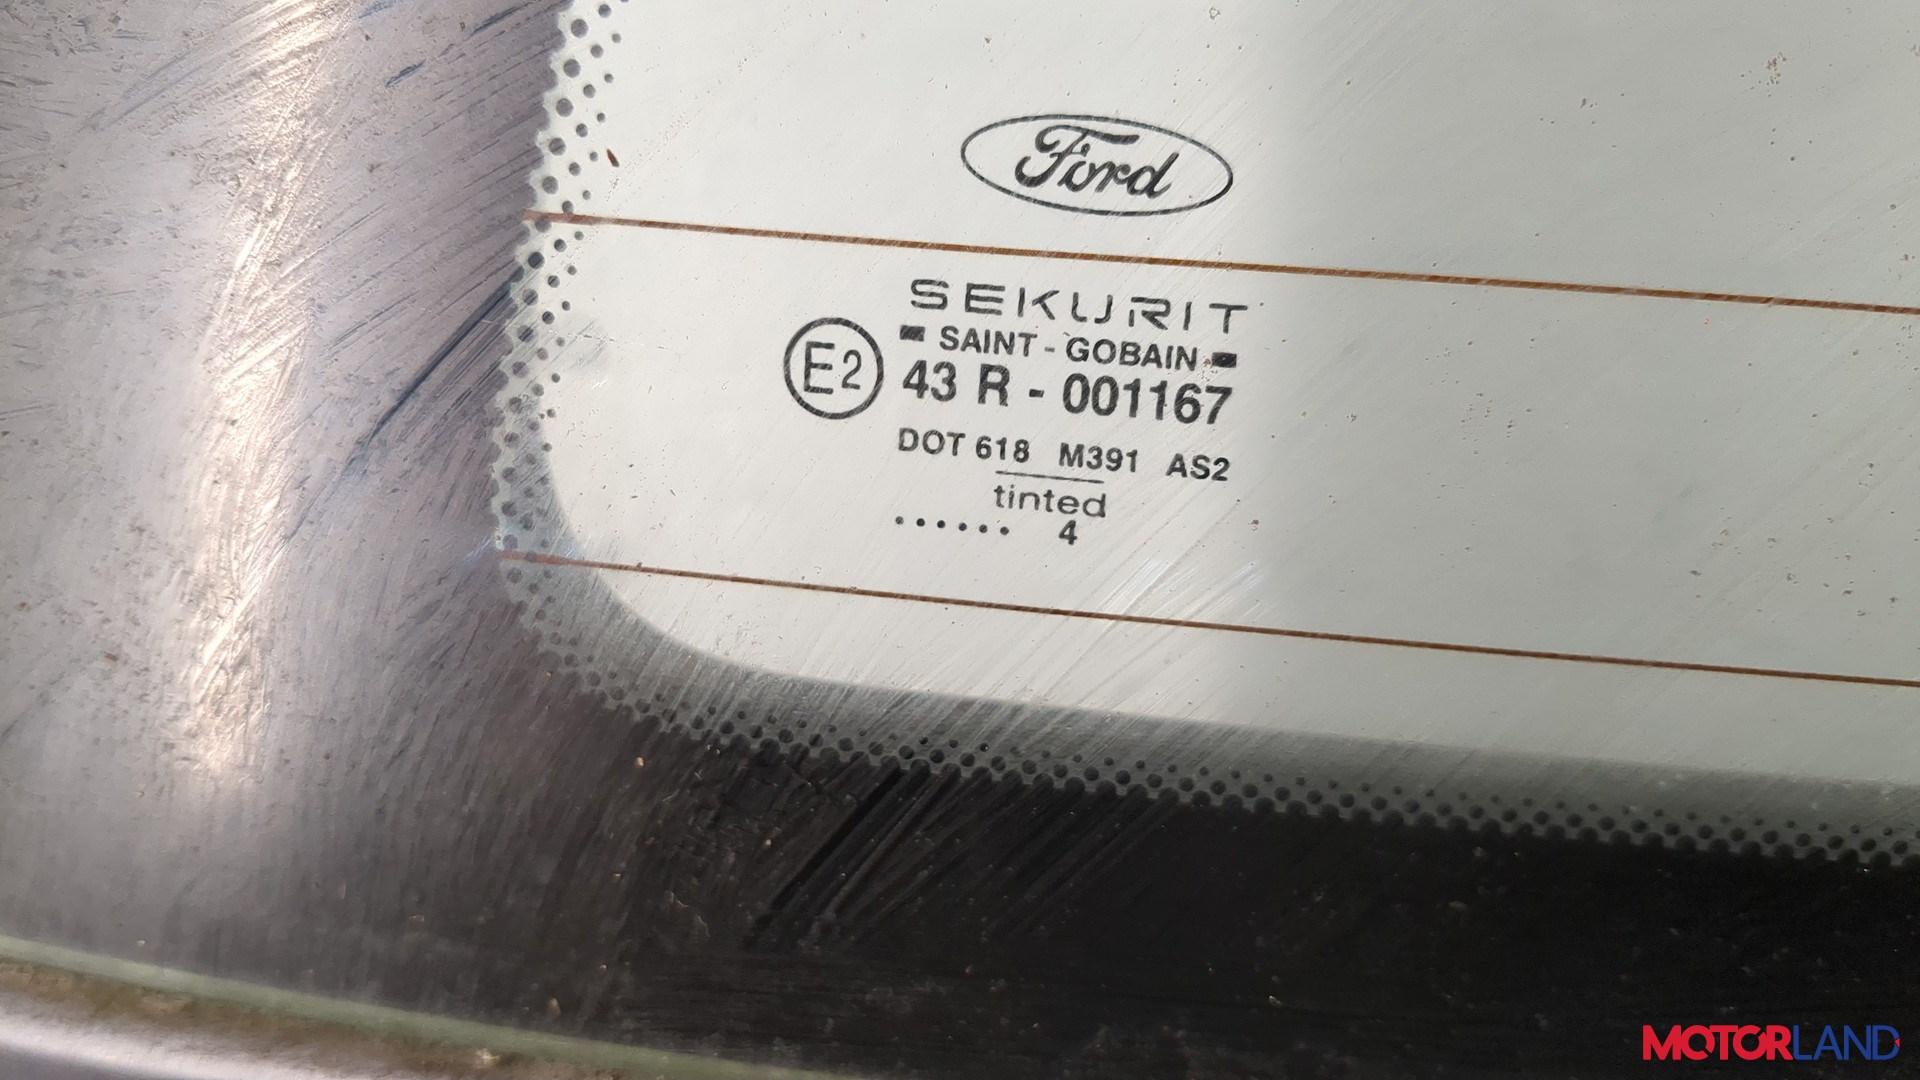 Ford
SEKURIT
SAINT - GOBAIN
E2
43 R - 001167
DOT 618 M391 AS2
tinted
...... 4
MOTORLAND